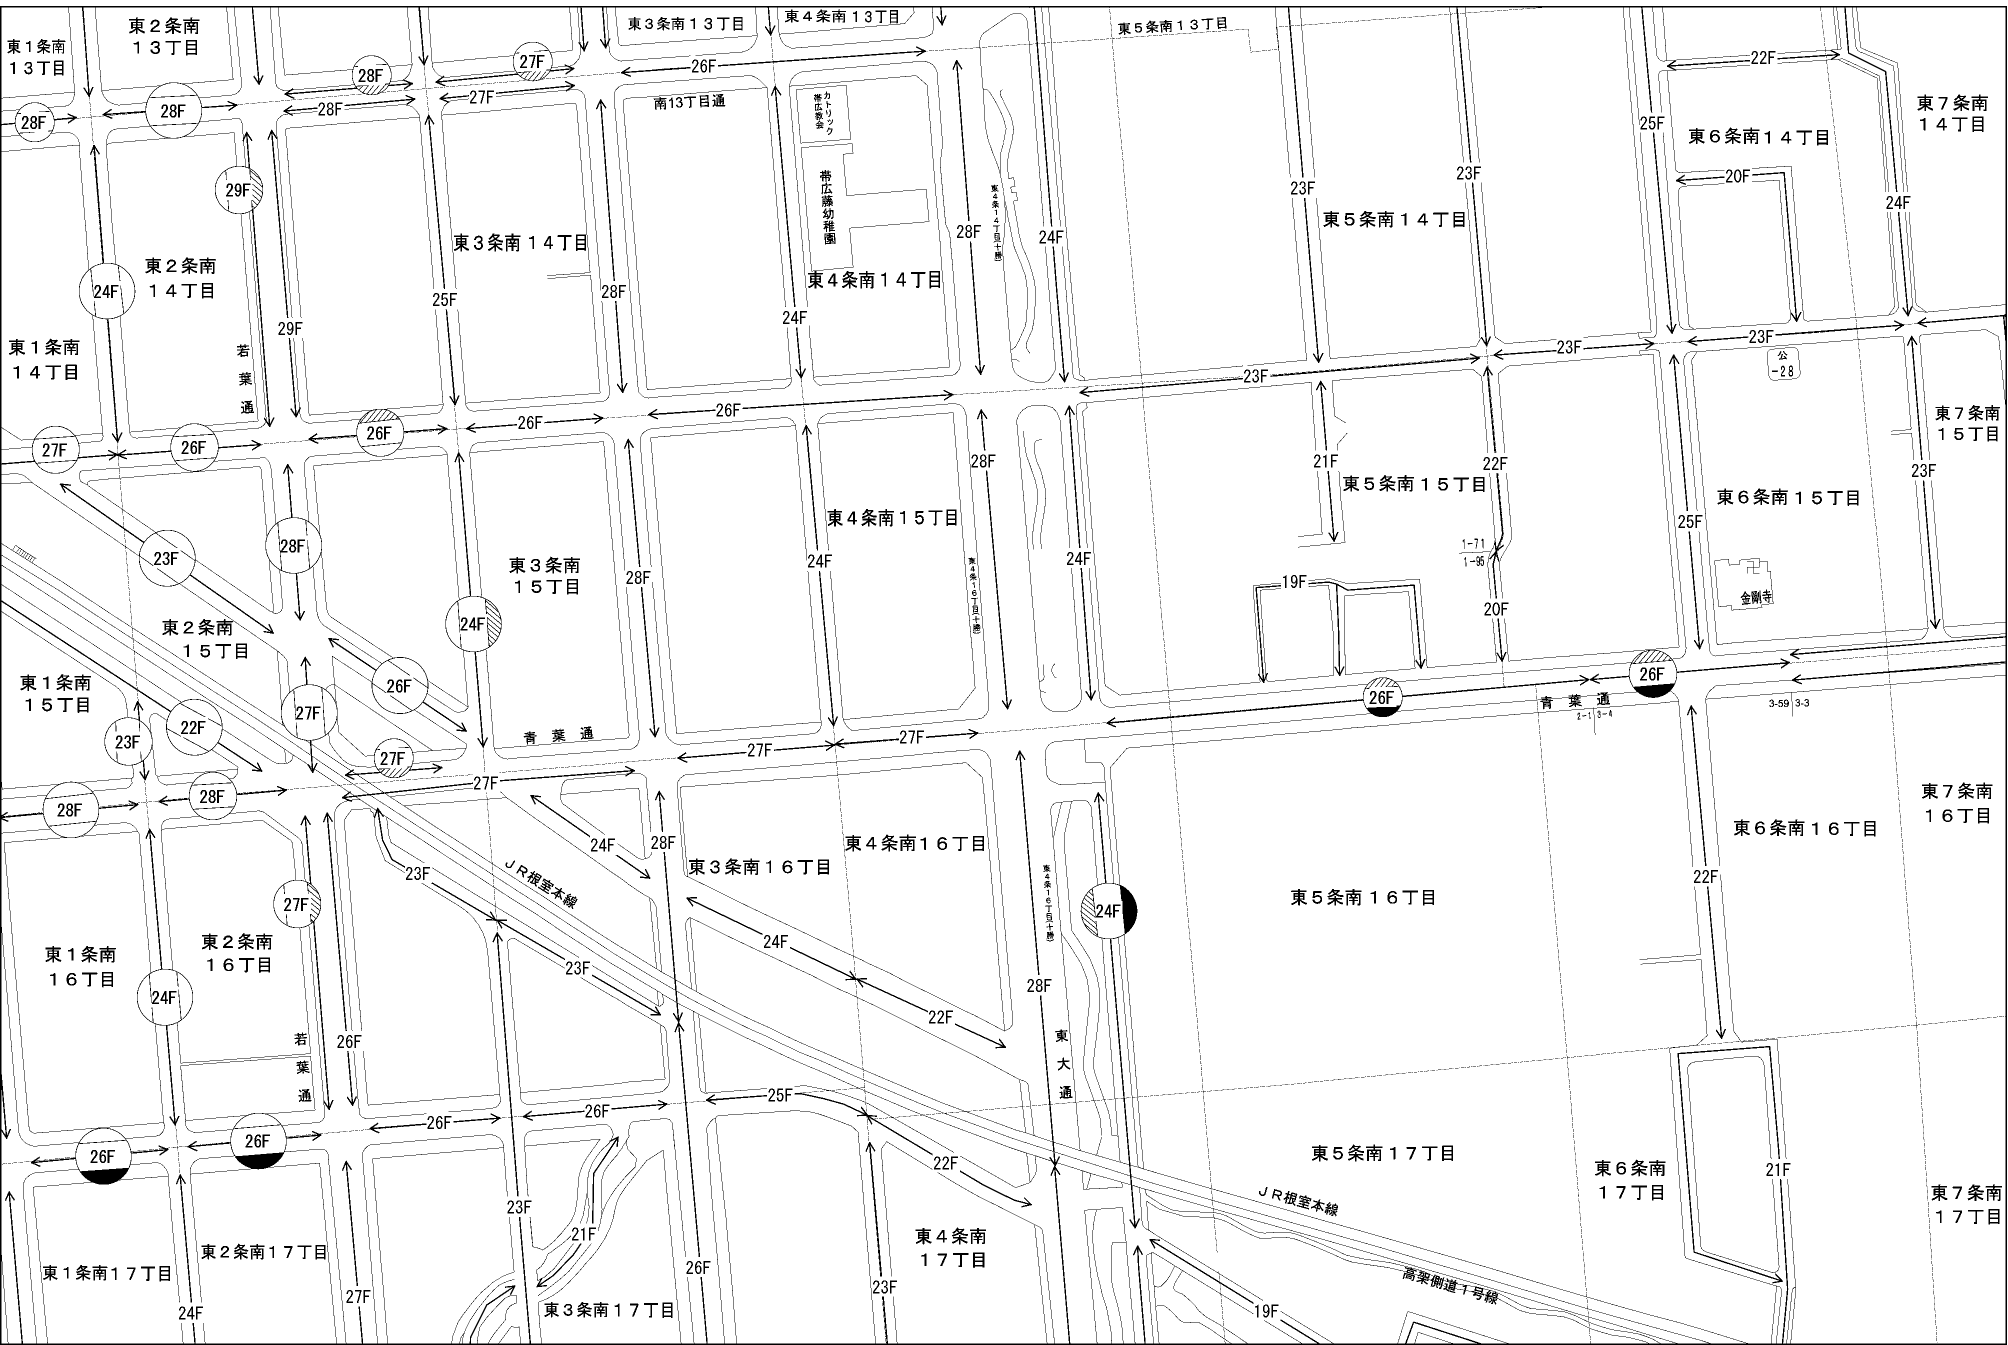 東１条南
１３丁目
東２条南
１３丁目
東３条南１３丁目
東４条南１３丁目
東５条南１３丁目
28F
28F
28F
28F
27F
27F
26F
22F
南13丁目通
カトリック
帯広教会
帯広藤幼稚園
25F
東６条南１４丁目
東７条南
１４丁目
20F
29F
23F
23F
24F
東３条南１４丁目
28F
24F
東５条南１４丁目
東２条南
１４丁目
24F
東４条南１４丁目
29F
25F
28F
24F
若葉通
東１条南
１４丁目
23F
23F
23F
公
-28
27F
26F
26F
26F
26F
東７条南
１５丁目
28F
21F
22F
東５条南１５丁目
23F
東６条南１５丁目
東４条南１５丁目
25F
23F
28F
東３条南
１５丁目
28F
24F
24F
1-71
1-95
19F
20F
金剛寺
24F
東２条南
１５丁目
東１条南
１５丁目
26F
26F
26F
青葉通
2-1
3-4
3-59
3-3
23F
22F
27F
27F
青葉通
27F
27F
27F
28F
28F
東７条南
１６丁目
24F
28F
23F
ＪＲ根室本線
東３条南１６丁目
東４条南１６丁目
東６条南１６丁目
22F
東５条南１６丁目
27F
24F
東１条南
１６丁目
東２条南
１６丁目
24F
23F
24F
22F
28F
26F
若葉通
東大通
26F
26F
26F
26F
25F
22F
東５条南１７丁目
東６条南
１７丁目
21F
ＪＲ根室本線
東７条南
１７丁目
23F
21F
東４条南
１７丁目
東１条南１７丁目
東２条南１７丁目
26F
23F
高架側道１号線
24F
27F
東３条南１７丁目
19F